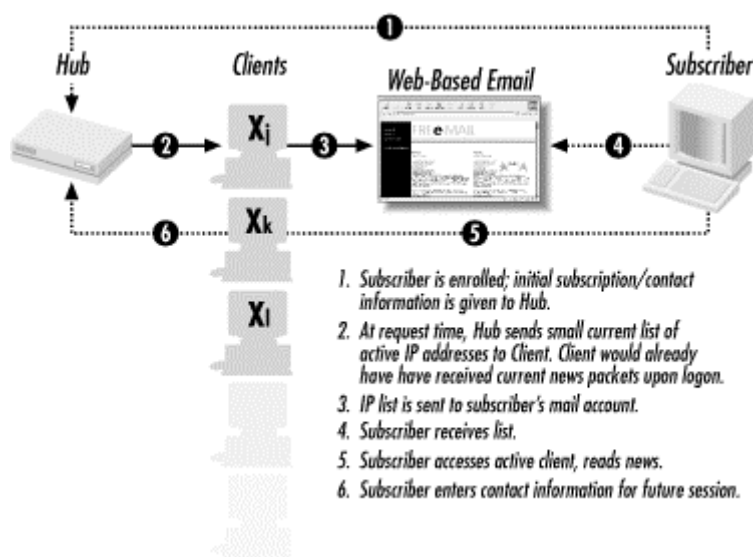 1
Hub
Clients
Web-Based Email
Subscriber
Xj
FREe-MAIL
2
3
4
Xk
6
5
Xl
1. Subscriber is enrolled; initial subscription/contact
information is given to Hub.
2. At request time, Hub sends small current list of
active IP addresses to Client. Client would already
have have received current news packets upon logon.
3. IP list is sent to subscriber's mail account.
4. Subscriber receives list.
5. Subscriber accesses active client, reads news.
6. Subscriber enters contact information for future session.